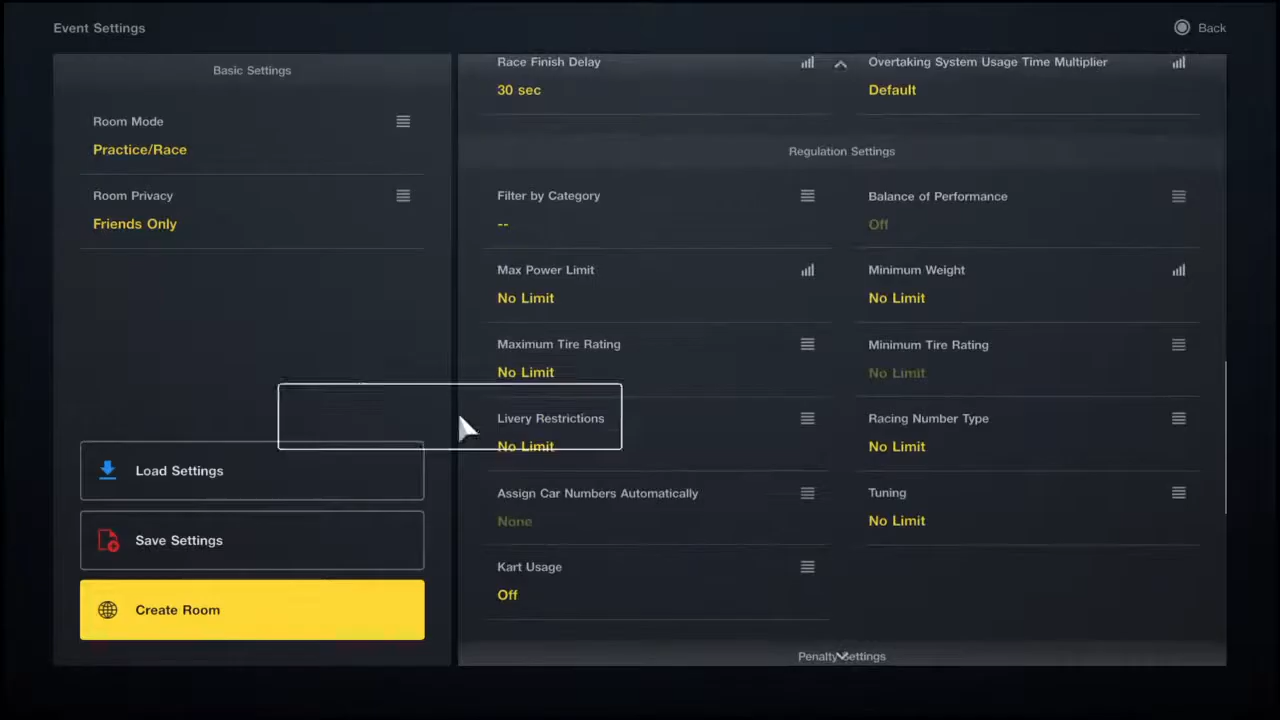 Event Settings
Back
Basic Settings
Room Mode
Practice/Race
Room Privacy
Friends Only
Load Settings
Save Settings
Create Room
Race Finish Delay
30 sec
Overtaking System Usage Time Multiplier
Default
Regulation Settings
Filter by Category
--
Balance of Performance
Off
Max Power Limit
No Limit
Minimum Weight
No Limit
Maximum Tire Rating
No Limit
Minimum Tire Rating
No Limit
Livery Restrictions
No Limit
Racing Number Type
No Limit
Assign Car Numbers Automatically
None
Tuning
No Limit
Kart Usage
Off
Penalty Settings